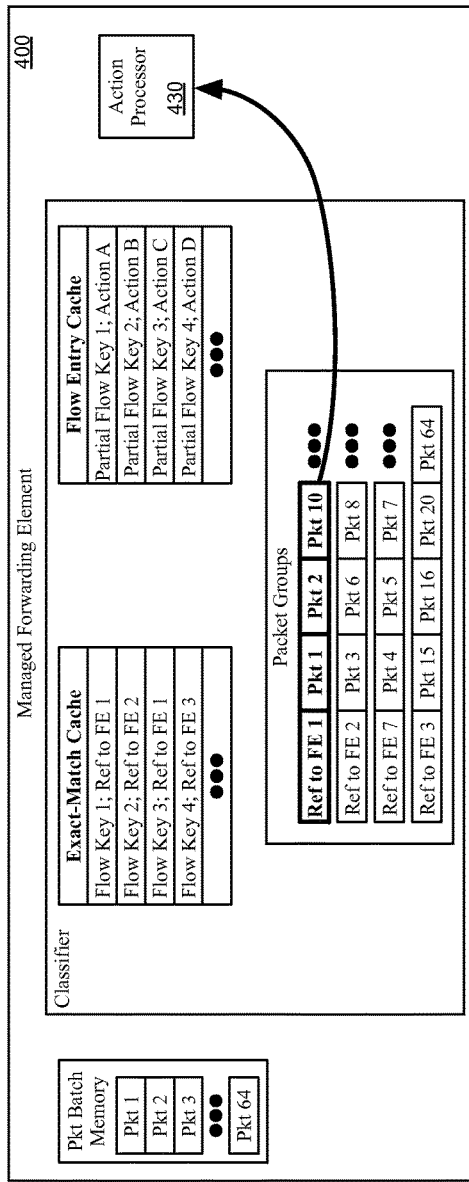 Managed Forwarding Element
400
Pkt Batch
Memory
Pkt 1
Pkt 2
Pkt 3
Pkt 64
Classifier
Exact-Match Cache
Flow Key 1; Ref to FE 1
Flow Key 2; Ref to FE 2
Flow Key 3; Ref to FE 1
Flow Key 4; Ref to FE 3
Flow Entry Cache
Partial Flow Key 1; Action A
Partial Flow Key 2; Action B
Partial Flow Key 3; Action C
Partial Flow Key 4; Action D
Packet Groups
Ref to FE 1 Pkt 1 Pkt 2 Pkt 10
Ref to FE 2 Pkt 3 Pkt 6 Pkt 8
Ref to FE 7 Pkt 4 Pkt 5 Pkt 7
Ref to FE 3 Pkt 15 Pkt 16 Pkt 20 Pkt 64
Action
Processor
430